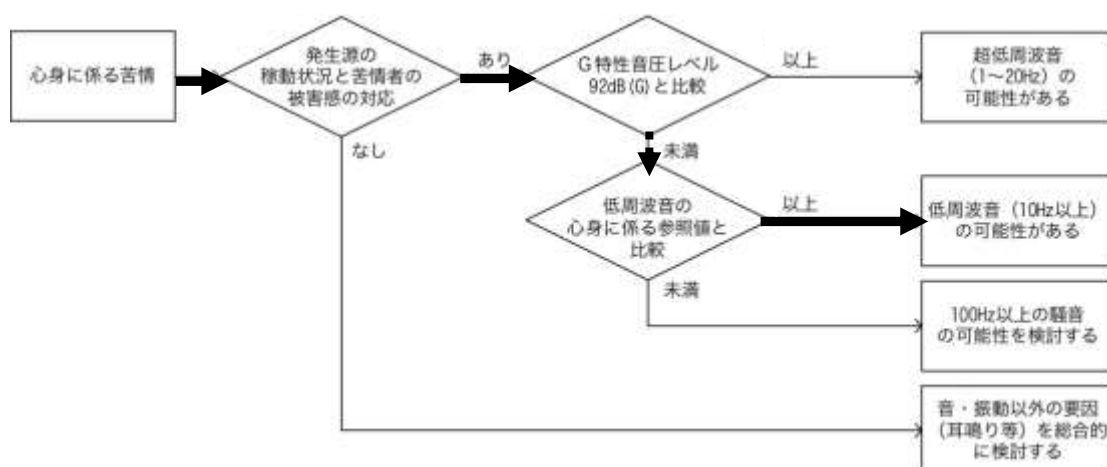 心身に係る苦情
発生源の
稼動状況と苦情者の
被害感の対応
あり
なし
G特性音圧レベル
92dB(G)と比較
以上
未満
超低周波音
(1～20Hz)の
可能性がある
低周波音の
心身に係る参照値と
比較
以上
未満
低周波音(10Hz以上)
の可能性がある
100Hz以上の騒音
の可能性を検討する
音・振動以外の要因
(耳鳴り等)を総合的
に検討する